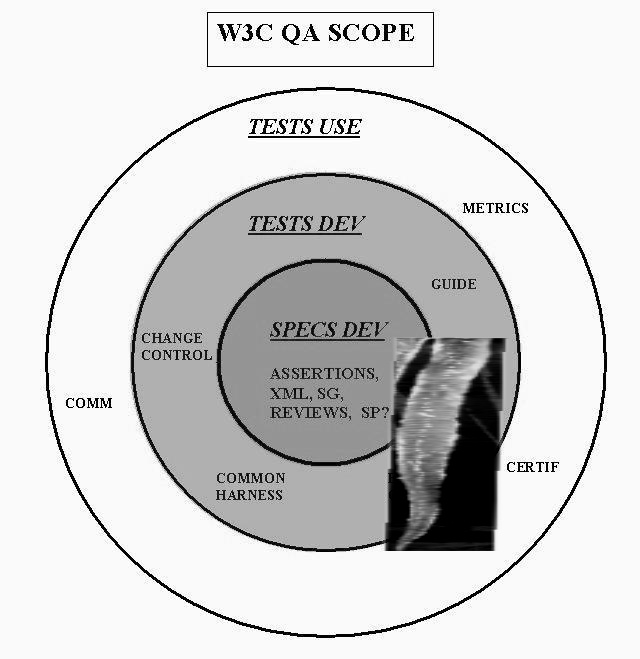 W3C QA SCOPE
TESTS USE
METRICS
TESTS DEV
GUIDE
CHANGE
CONTROL
SPECS DEV
ASSERTIONS,
XML, SG,
REVIEWS, SP?
COMM
COMMON
HARNESS
CERTIF